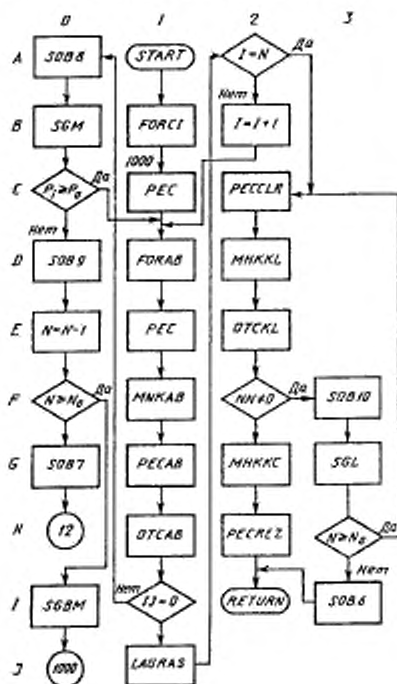 0 1 2 3
A SOB8 START I=N Да
Нет
B SGM FORCI I=I+1
1000
C Pj≥P0 Да PEC PECCLR
Нет
D SOB9 FORAB MHKKL
E N=N-1 PEC OTCKL
F N≥N0 Да MNKAB NN≠0 Да SOB10
G SOB7 PECAB MHKKC SGL
H 12 OTCAB PECREZ N≥N0 Да
Нет Нет
I SGBM IJ=0 RETURN SOB6
J 1000 LAGRAS